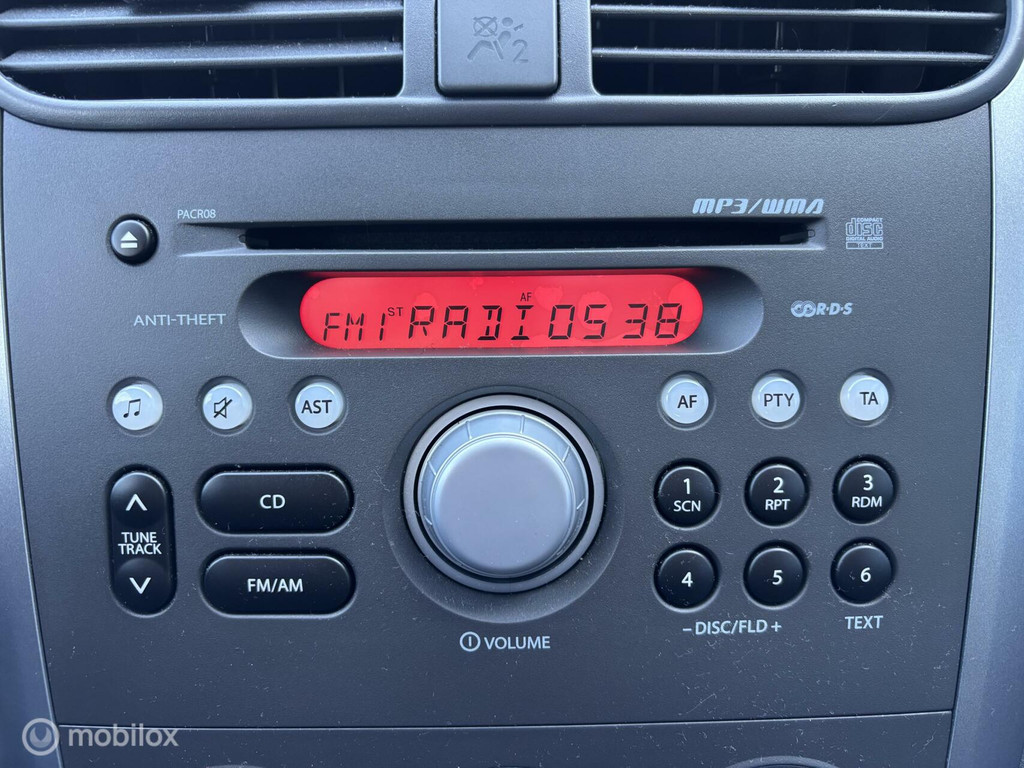 2
PACR08
MP3/WMA
COMPACT
disc
DIGITAL AUDIO
TEXT
ANTI-THEFT
FM1 ST RADIO538
AF
R·D·S
AST
AF
PTY
TA
TUNE
TRACK
CD
FM/AM
1
SCN
2
RPT
3
RDM
4
5
6
VOLUME
– DISC/FLD +
TEXT
mobilox